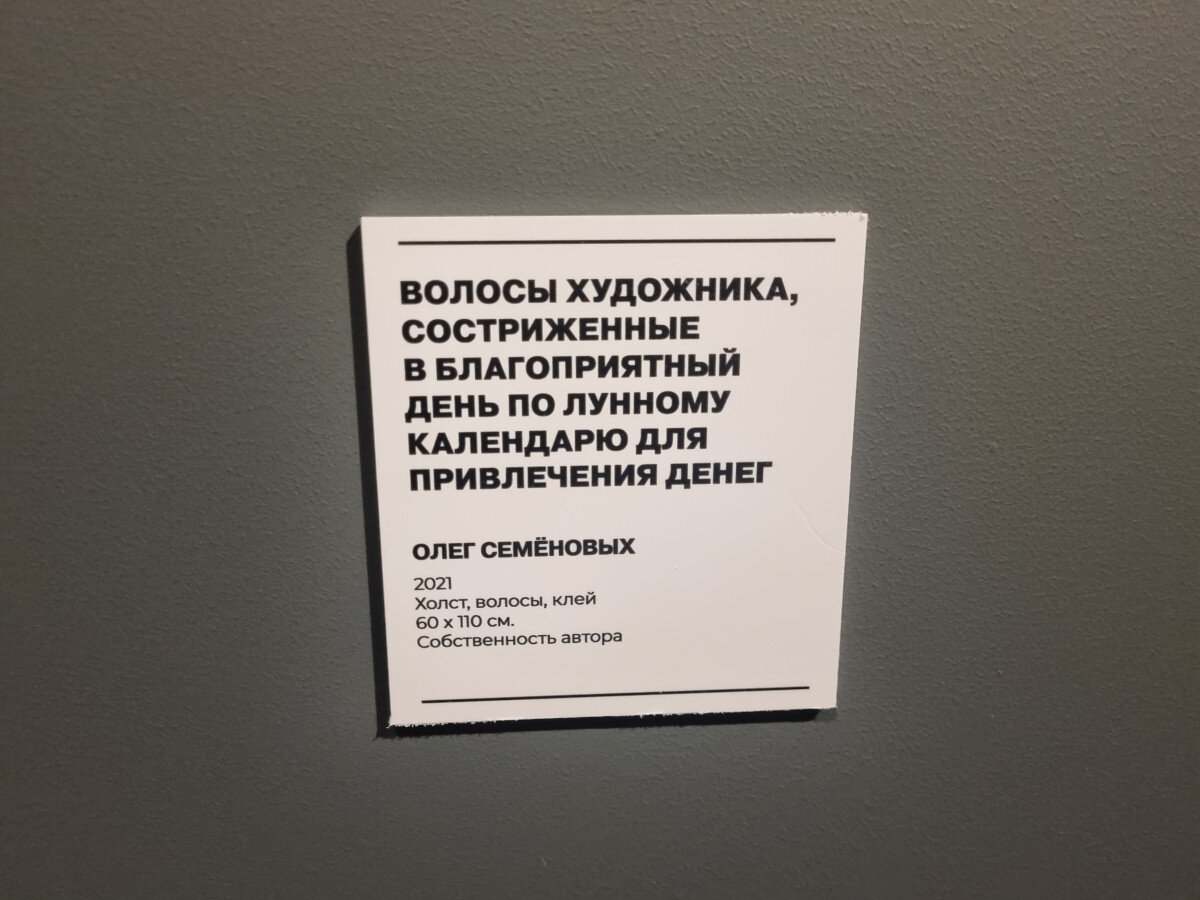 ВОЛОСЫ ХУДОЖНИКА,
СОСТРИЖЕННЫЕ
В БЛАГОПРИЯТНЫЙ
ДЕНЬ ПО ЛУННОМУ
КАЛЕНДАРЮ ДЛЯ
ПРИВЛЕЧЕНИЯ ДЕНЕГ
ОЛЕГ СЕМЁНОВЫХ
2021
Холст, волосы, клей
60 х 110 см.
Собственность автора